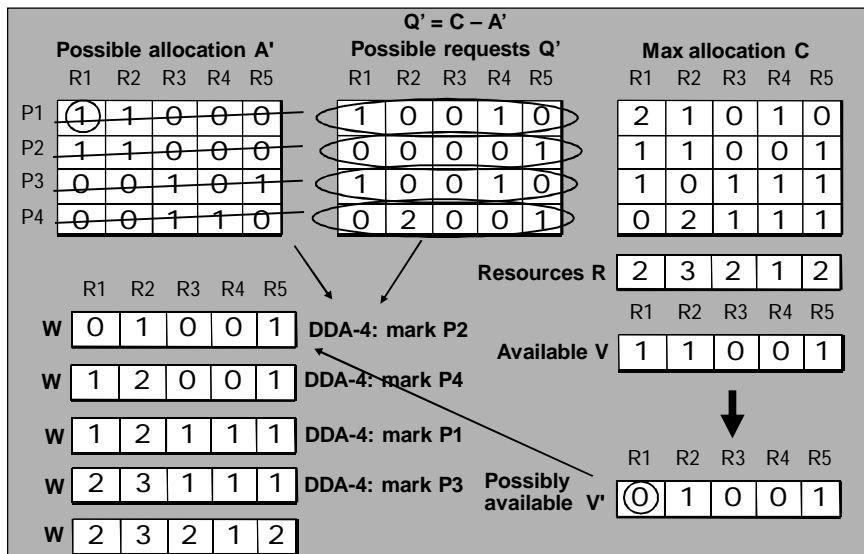 Q' = C – A'
Possible allocation A' Possible requests Q' Max allocation C
R1 R2 R3 R4 R5 R1 R2 R3 R4 R5 R1 R2 R3 R4 R5
P1 1 1 0 0 0 1 0 0 1 0 2 1 0 1 0
P2 1 1 0 0 0 0 0 0 0 1 1 1 0 0 1
P3 0 0 1 0 1 1 0 0 1 0 1 0 1 1 1
P4 0 0 1 1 0 0 2 0 0 1 0 2 1 1 1
Resources R 2 3 2 1 2
R1 R2 R3 R4 R5
W 0 1 0 0 1 DDA-4: mark P2
W 1 2 0 0 1 DDA-4: mark P4
W 1 2 1 1 1 DDA-4: mark P1
W 2 3 1 1 1 DDA-4: mark P3
W 2 3 2 1 2
R1 R2 R3 R4 R5
Available V 1 1 0 0 1
R1 R2 R3 R4 R5
Possibly
available V' 0 1 0 0 1